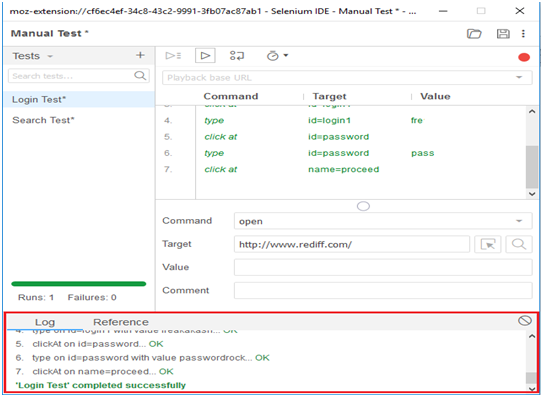 moz-extension://cf6ec4ef-34c8-43c2-9991-3fb07ac87ab1 - Selenium IDE - Manual Test * - ...
Manual Test *
Tests
Search tests...
Login Test*
Search Test*
Runs: 1 Failures: 0
Playback base URL
Command Target Value
3. click at id=login1
4. type id=login1 fre
5. click at id=password
6. type id=password pass
7. click at name=proceed
Command open
Target http://www.rediff.com/
Value
Comment
Log Reference
4. type on id=login1 with value freakakash... OK
5. clickAt on id=password... OK
6. type on id=password with value passwordrock... OK
7. clickAt on name=proceed... OK
'Login Test' completed successfully